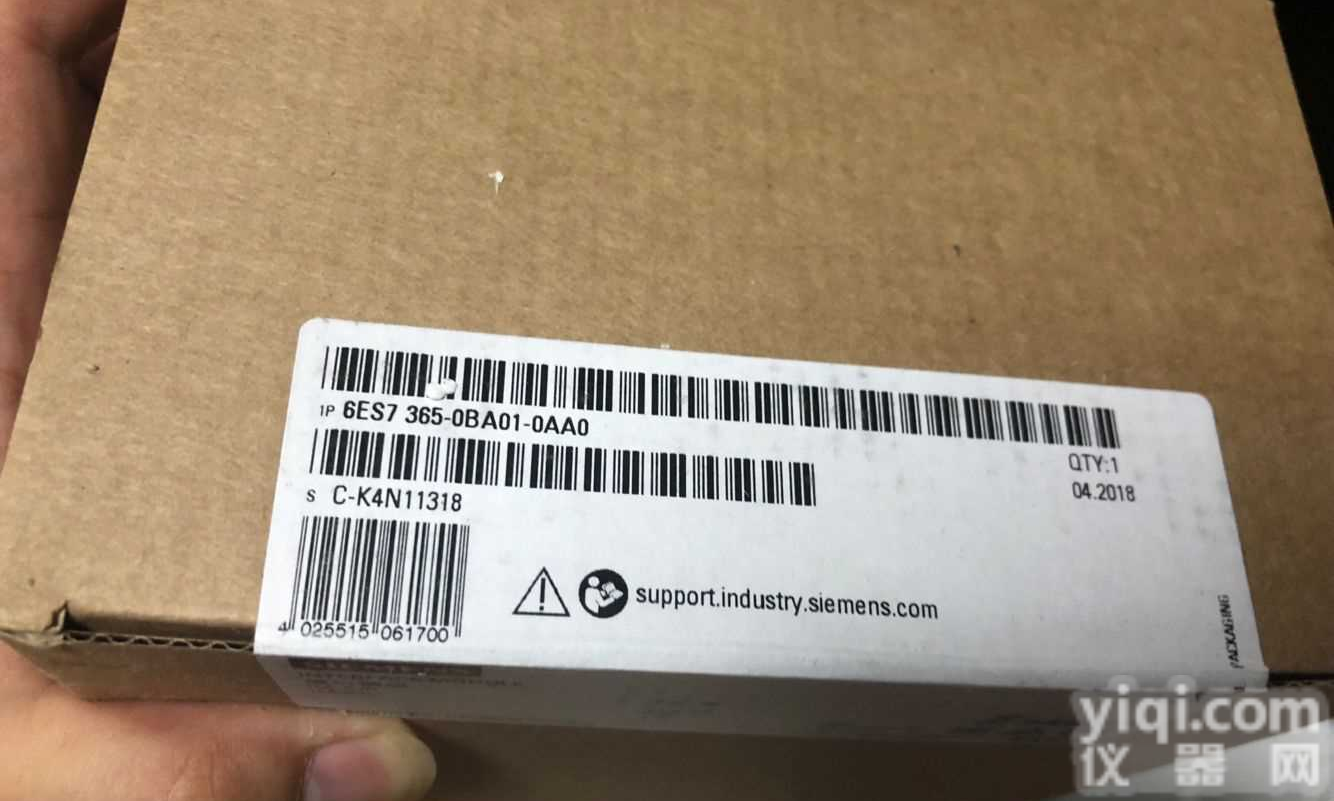 1P 6ES7 365-0BA01-0AA0
QTY:1
S C-K4N11318
04.2018
support.industry.siemens.com
4 025515 061700
PACKAGING
SIEMENS
yiqi.com
仪器网